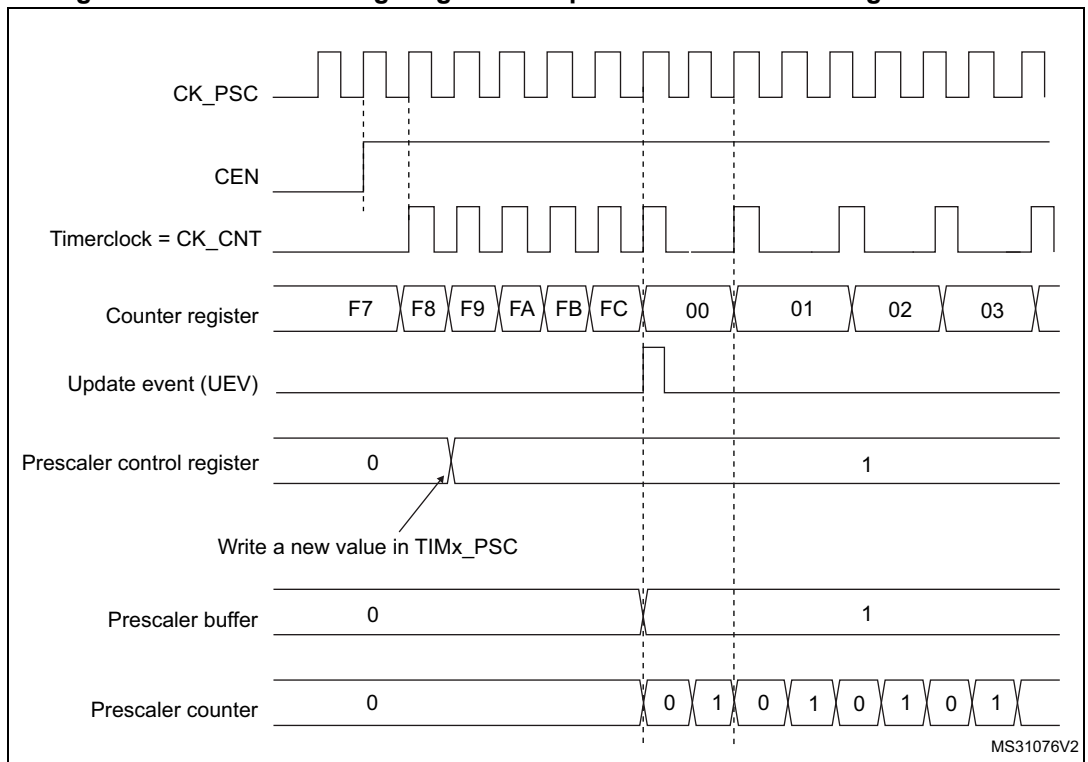 CK_PSC
CEN
Timerclock = CK_CNT
Counter register F7 F8 F9 FA FB FC 00 01 02 03
Update event (UEV)
Prescaler control register 0 1
Write a new value in TIMx_PSC
Prescaler buffer 0 1
Prescaler counter 0 0 1 0 1 0 1 0 1
MS31076V2